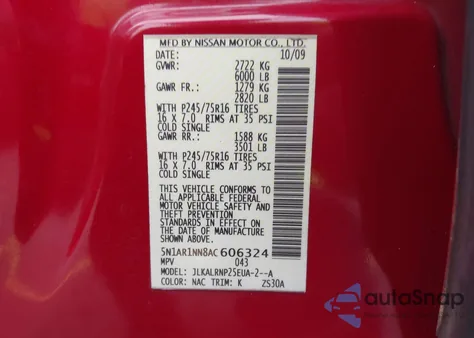 MFD BY NISSAN MOTOR CO., LTD.
DATE: 10/09
GVWR: 2722 KG
6000 LB
GAWR FR.: 1279 KG
2820 LB
WITH P245/75R16 TIRES
16 X 7.0 RIMS AT 35 PSI
COLD SINGLE
GAWR RR.: 1588 KG
3501 LB
WITH P245/75R16 TIRES
16 X 7.0 RIMS AT 35 PSI
COLD SINGLE
THIS VEHICLE CONFORMS TO
ALL APPLICABLE FEDERAL
MOTOR VEHICLE SAFETY
AND THEFT PREVENTION
STANDARDS IN EFFECT ON
THE DATE OF MANUFACTURE
SHOWN ABOVE
5N1AR1NN8AC606324
MPV 043
MODEL: JLKALRNP25EUA-2--A
COLOR: NAC TRIM: K ZS30A
autoSnap